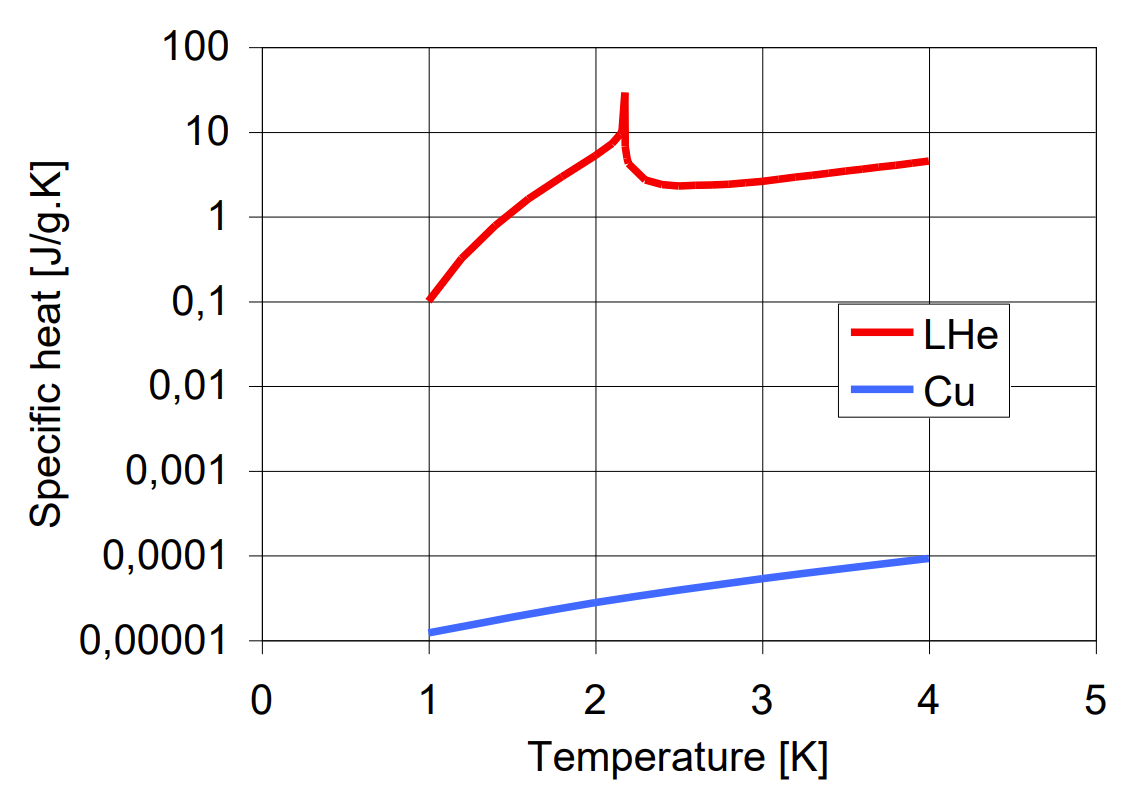 100
10
1
0,1
0,01
0,001
0,0001
0,00001
Specific heat [J/g.K]
LHe
Cu
0 1 2 3 4 5
Temperature [K]